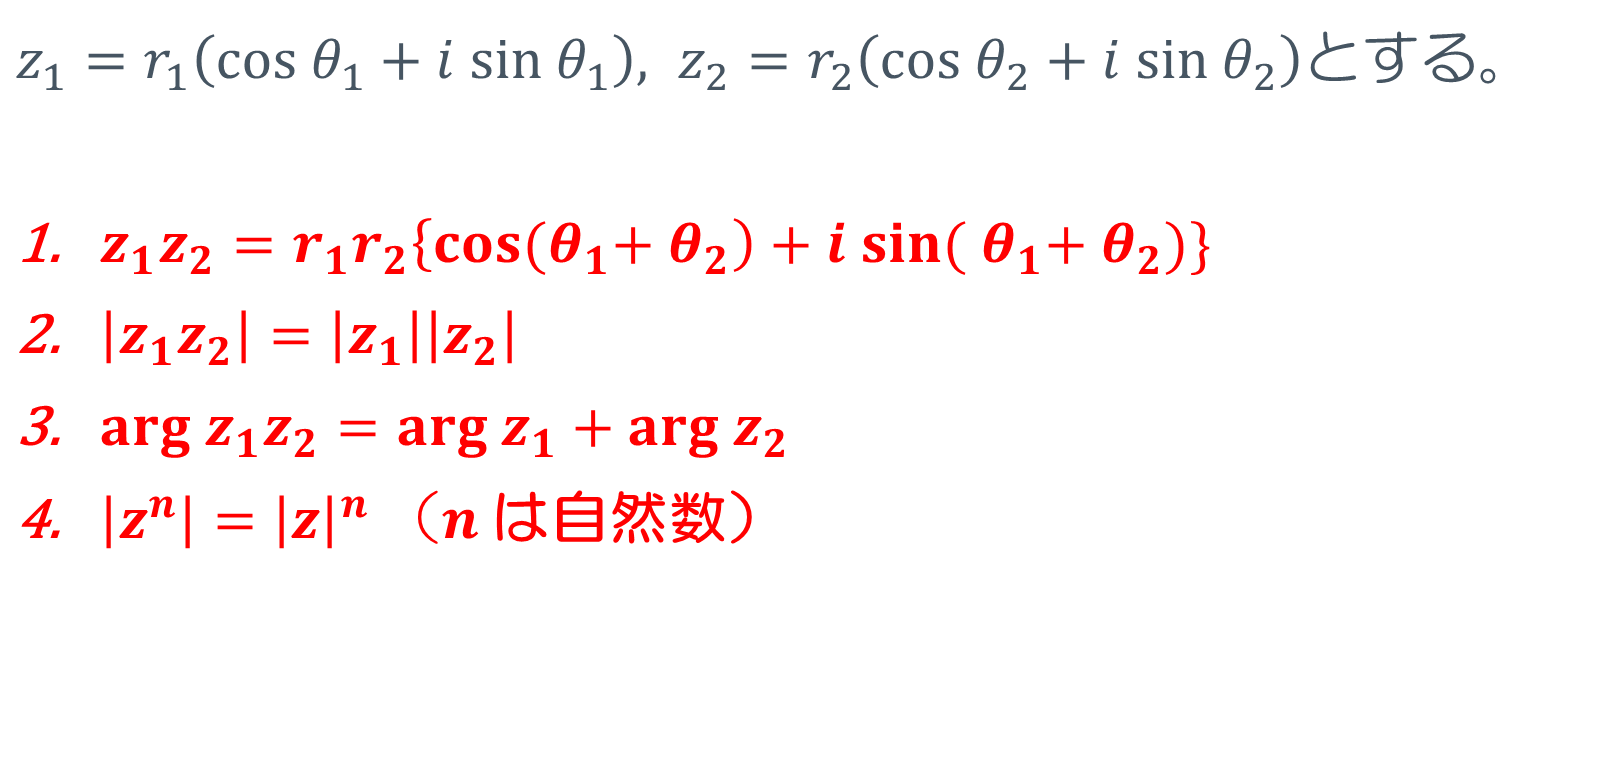 z₁ = r₁(cos θ₁ + i sin θ₁), z₂ = r₂(cos θ₂ + i sin θ₂)とする。
1. z₁z₂ = r₁r₂{cos(θ₁+ θ₂) + i sin( θ₁+ θ₂)}
2. |z₁z₂| = |z₁||z₂|
3. arg z₁z₂ = arg z₁ + arg z₂
4. |zⁿ| = |z|ⁿ （n は自然数）